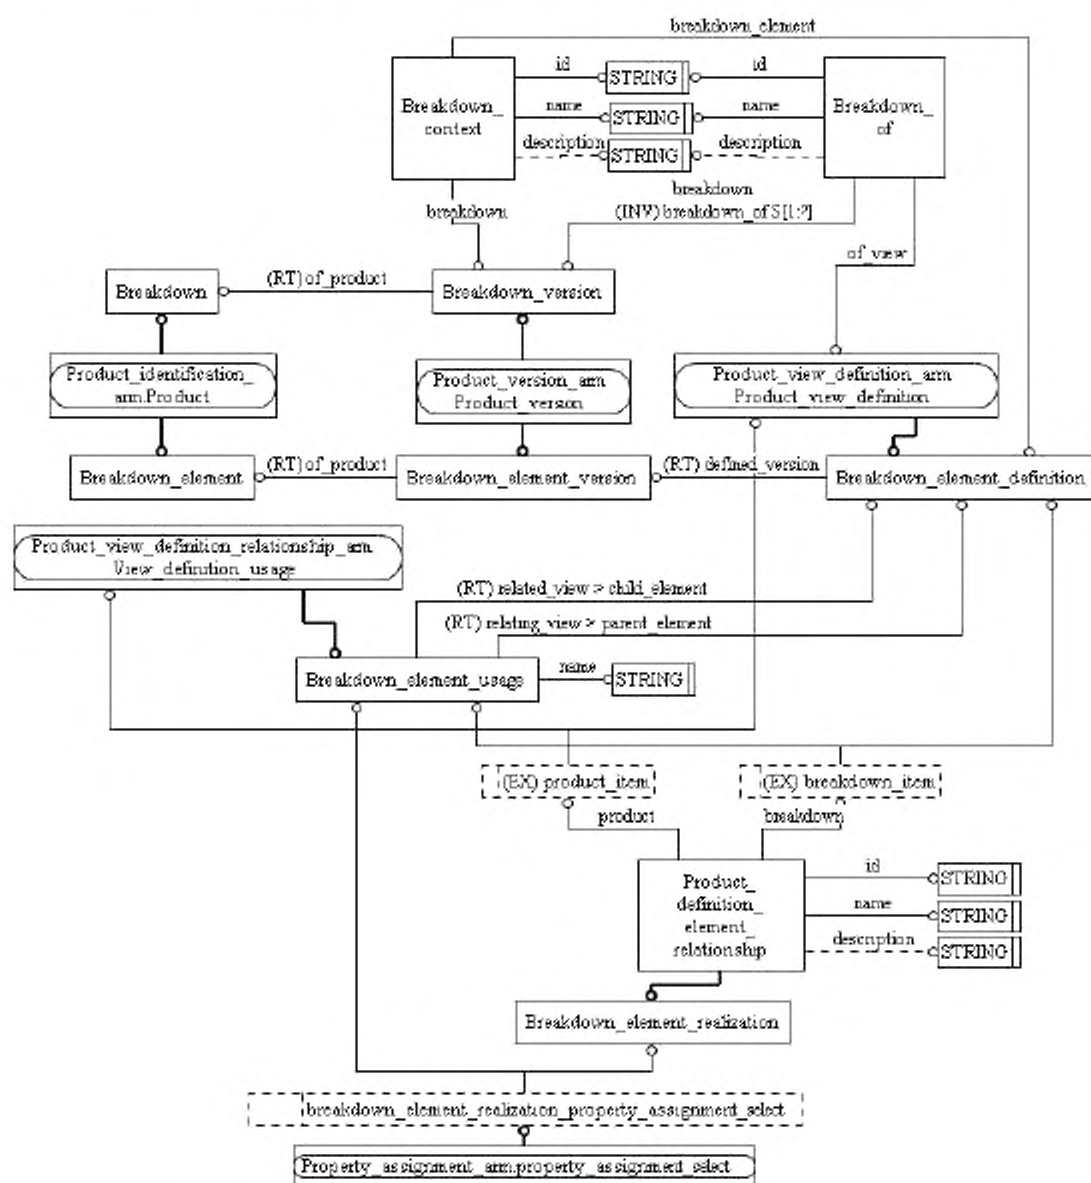 breakdown_element
id
STRING
id
Breakdown_
context
name
STRING
name
Breakdown_
of
description
STRING
description
breakdown
breakdown
(INV) breakdown_of S[1:?]
of_view
(RT) of_product
Breakdown
Breakdown_version
Product_identification_
arm.Product
Product_version_arm
Product_version
Product_view_definition_arm
Product_view_definition
(RT) of_product
(RT) defined_version
Breakdown_element
Breakdown_element_version
Breakdown_element_definition
Product_view_definition_relationship_arm
View_definition_usage
(RT) related_view > child_element
(RT) relating_view > parent_element
Breakdown_element_usage
name
STRING
(EX) product_item
(EX) breakdown_item
product
breakdown
Product_
definition_
element_
relationship
id
STRING
name
STRING
description
STRING
Breakdown_element_realization
breakdown_element_realization_property_assignment_select
Property_assignment_arm.property_assignment_select